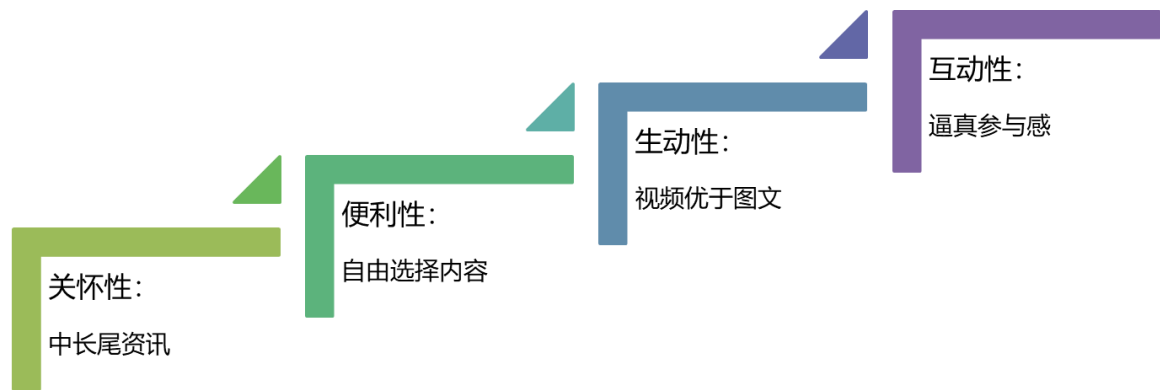 关怀性：
中长尾资讯
便利性：
自由选择内容
生动性：
视频优于图文
互动性：
逼真参与感